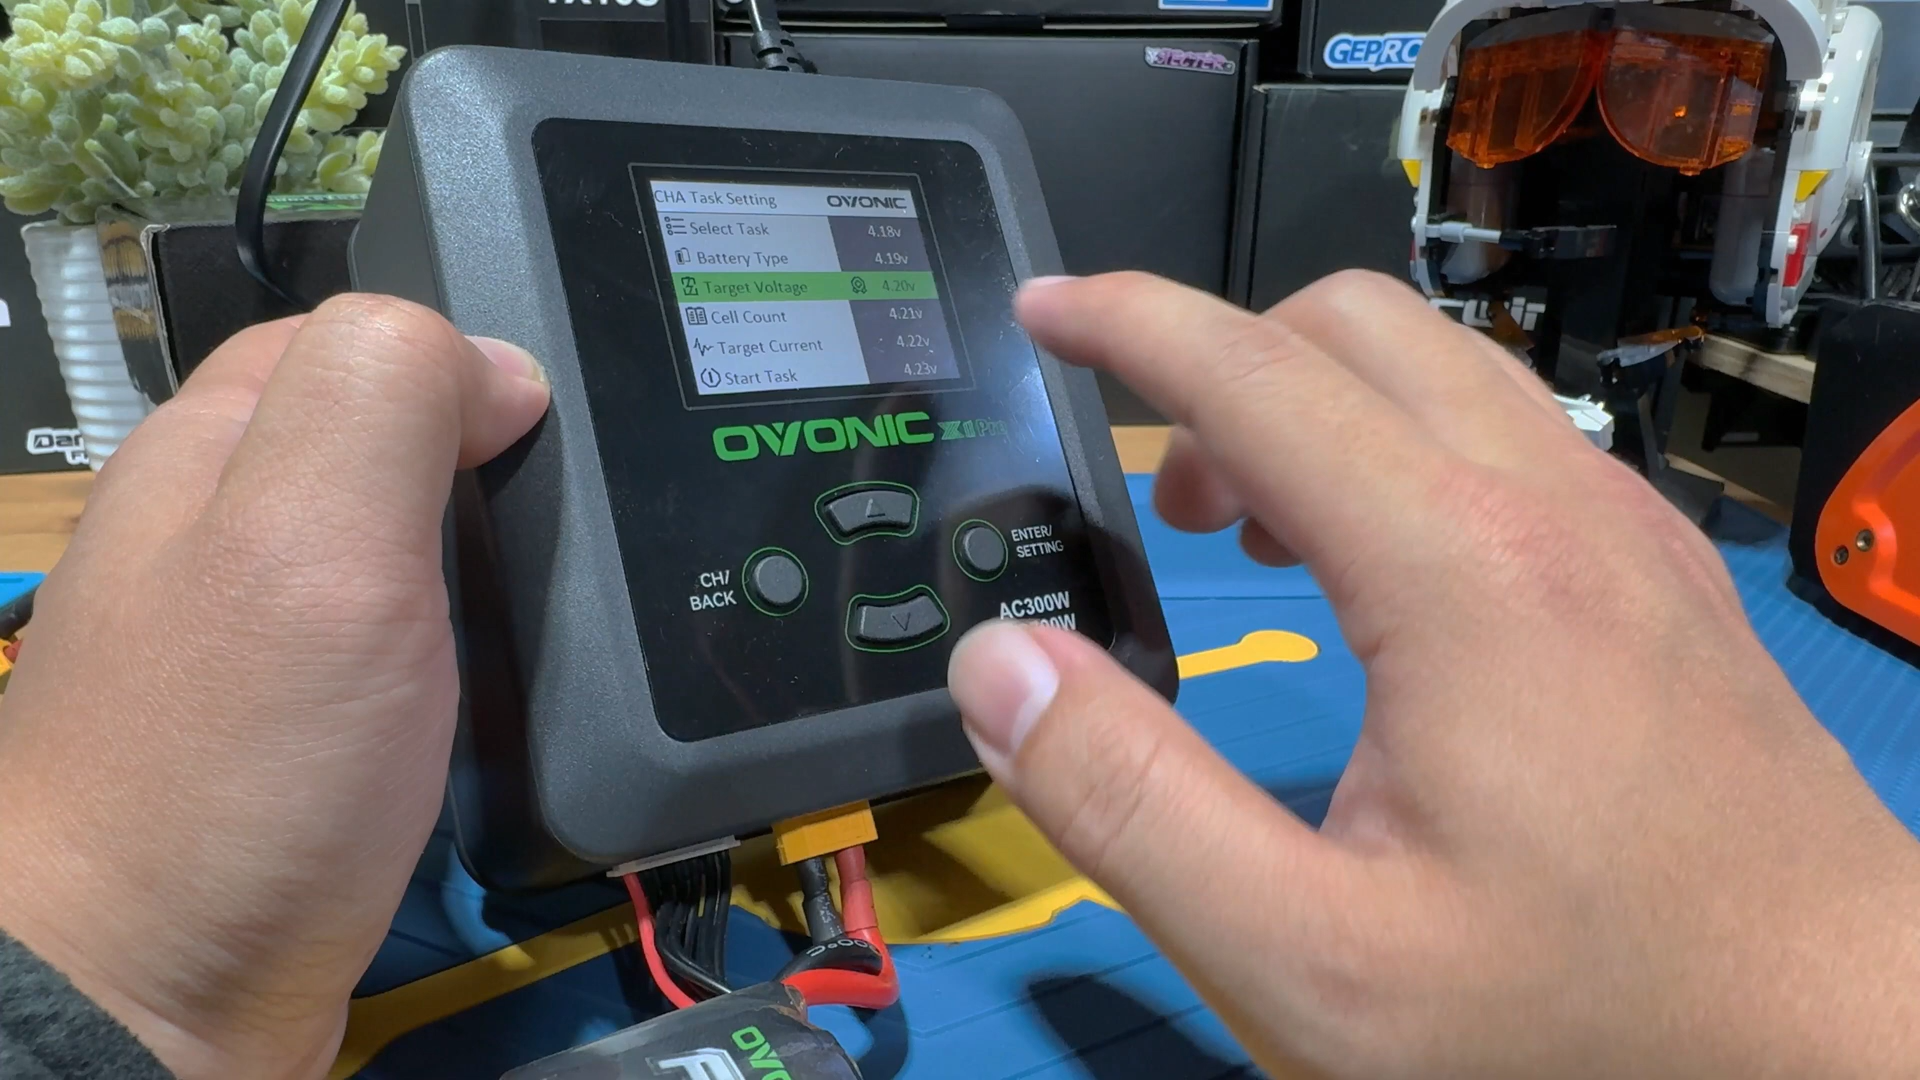 GEPRC
CHA Task Setting OVONIC
Select Task 4.18v
Battery Type 4.19v
Target Voltage 4.20v
Cell Count 4.21v
Target Current 4.22v
Start Task 4.23v
OVONIC X1 Pro
ENTER/
SETTING
CH/
BACK
AC300W